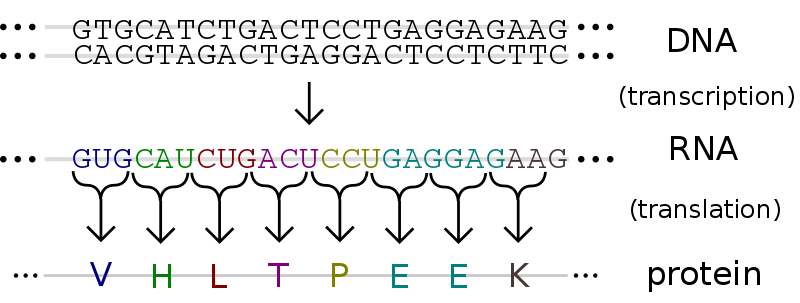 ... GTGCATCTGACTCCTGAGGAGAAG ... DNA
... CACGTAGACTGAGGACTCCTCTTC ...
(transcription)
... GUGCAUCUGACUCCUGAGGAGAAG ... RNA
(translation)
... V H L T P E E K ... protein